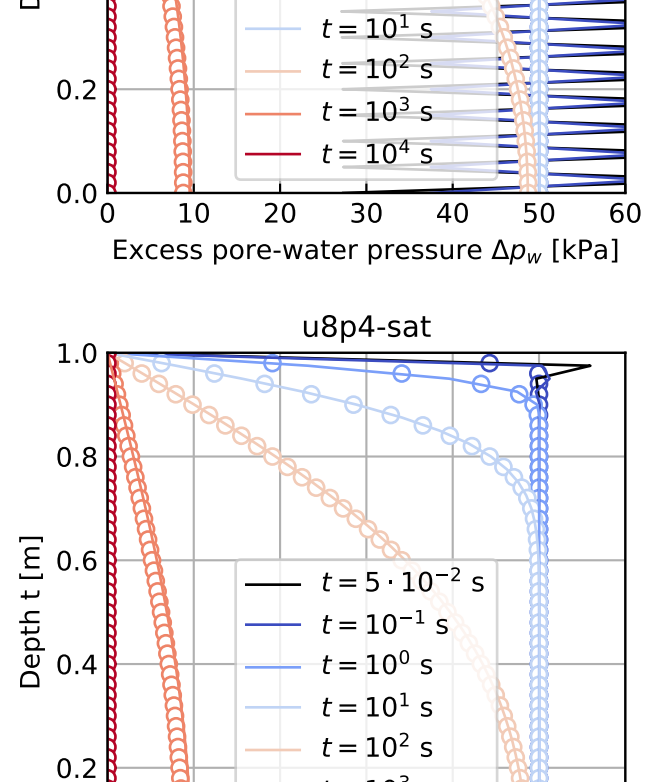 D
t = 10¹ s
t = 10² s
0.2
t = 10³ s
t = 10⁴ s
0.0
0 10 20 30 40 50 60
Excess pore-water pressure Δp_w [kPa]
u8p4-sat
1.0
0.8
0.6
t = 5 · 10⁻² s
t = 10⁻¹ s
Depth t [m]
0.4
t = 10⁰ s
t = 10¹ s
t = 10² s
0.2